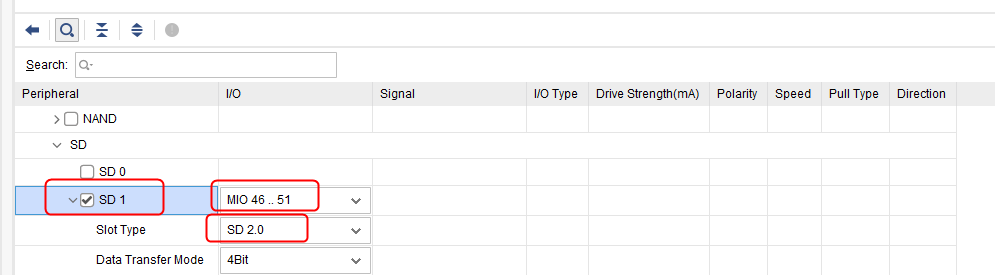 Search:
Peripheral I/O Signal I/O Type Drive Strength(mA) Polarity Speed Pull Type Direction
NAND
SD
SD 0
SD 1 MIO 46 .. 51
Slot Type SD 2.0
Data Transfer Mode 4Bit